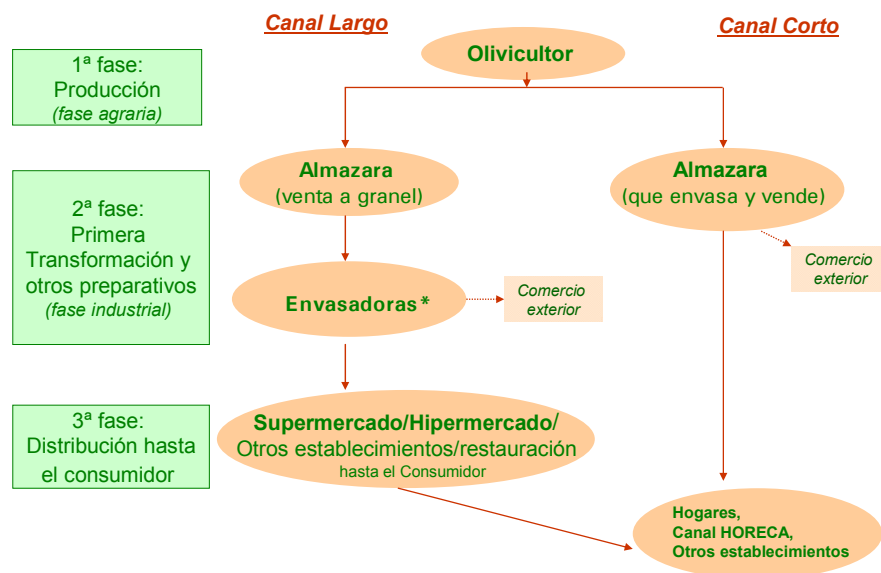 Canal Largo
Canal Corto
Olivicultor
1ª fase:
Producción
(fase agraria)
Almazara
(venta a granel)
Almazara
(que envasa y vende)
2ª fase:
Primera
Transformación y
otros preparativos
(fase industrial)
Comercio
exterior
Envasadoras*
Comercio
exterior
3ª fase:
Distribución hasta
el consumidor
Supermercado/Hipermercado/
Otros establecimientos/restauración
hasta el Consumidor
Hogares,
Canal HORECA,
Otros establecimientos